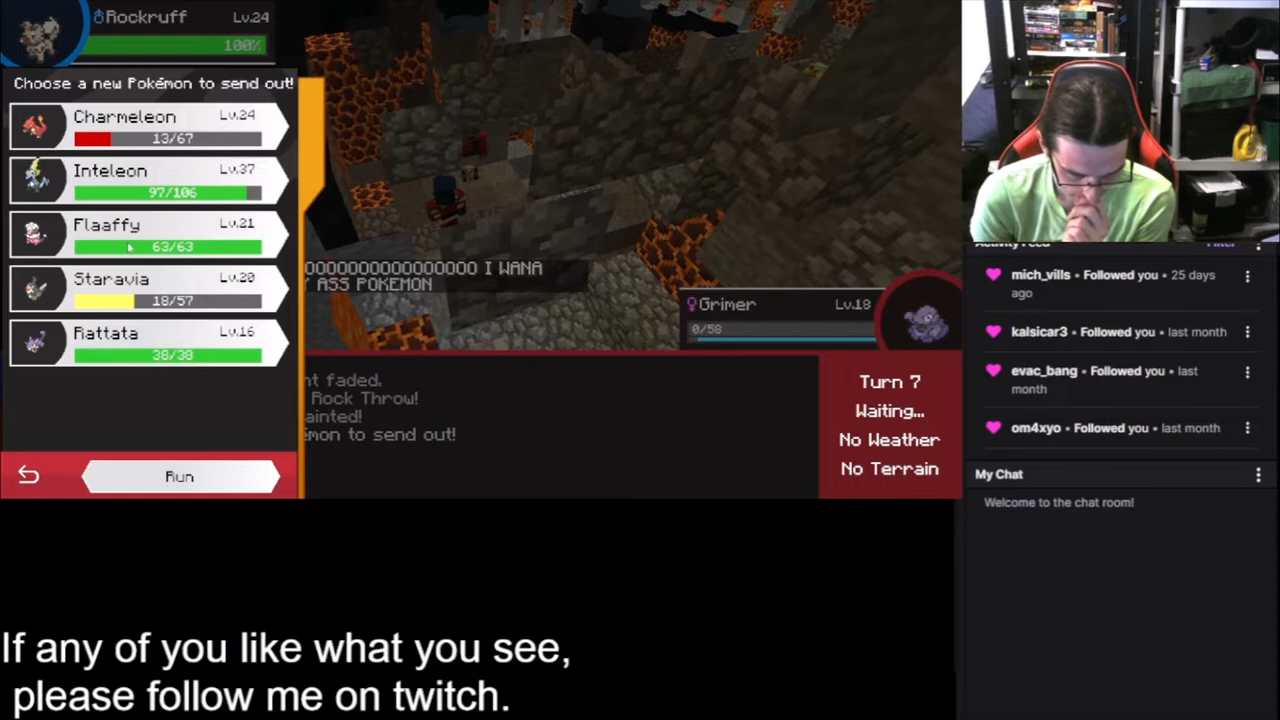 Rockruff Lv.24
100%
Choose a new Pokémon to send out!
Charmeleon Lv.24
13/67
Inteleon Lv.37
97/106
Flaaffy Lv.21
63/63
Staravia Lv.20
18/57
Rattata Lv.16
38/38
Run
OOOOOOOOOOOOOOOOO I WANA
ASS POKEMON
Grimer Lv.18
0/58
nt faded.
Rock Throw!
ainted!
émon to send out!
Turn 7
Waiting...
No Weather
No Terrain
Activity Feed Filter
mich_vills • Followed you • 25 days
ago
kalsicar3 • Followed you • last month
evac_bang • Followed you • last
month
om4xyo • Followed you • last month
My Chat
Welcome to the chat room!
If any of you like what you see,
please follow me on twitch.